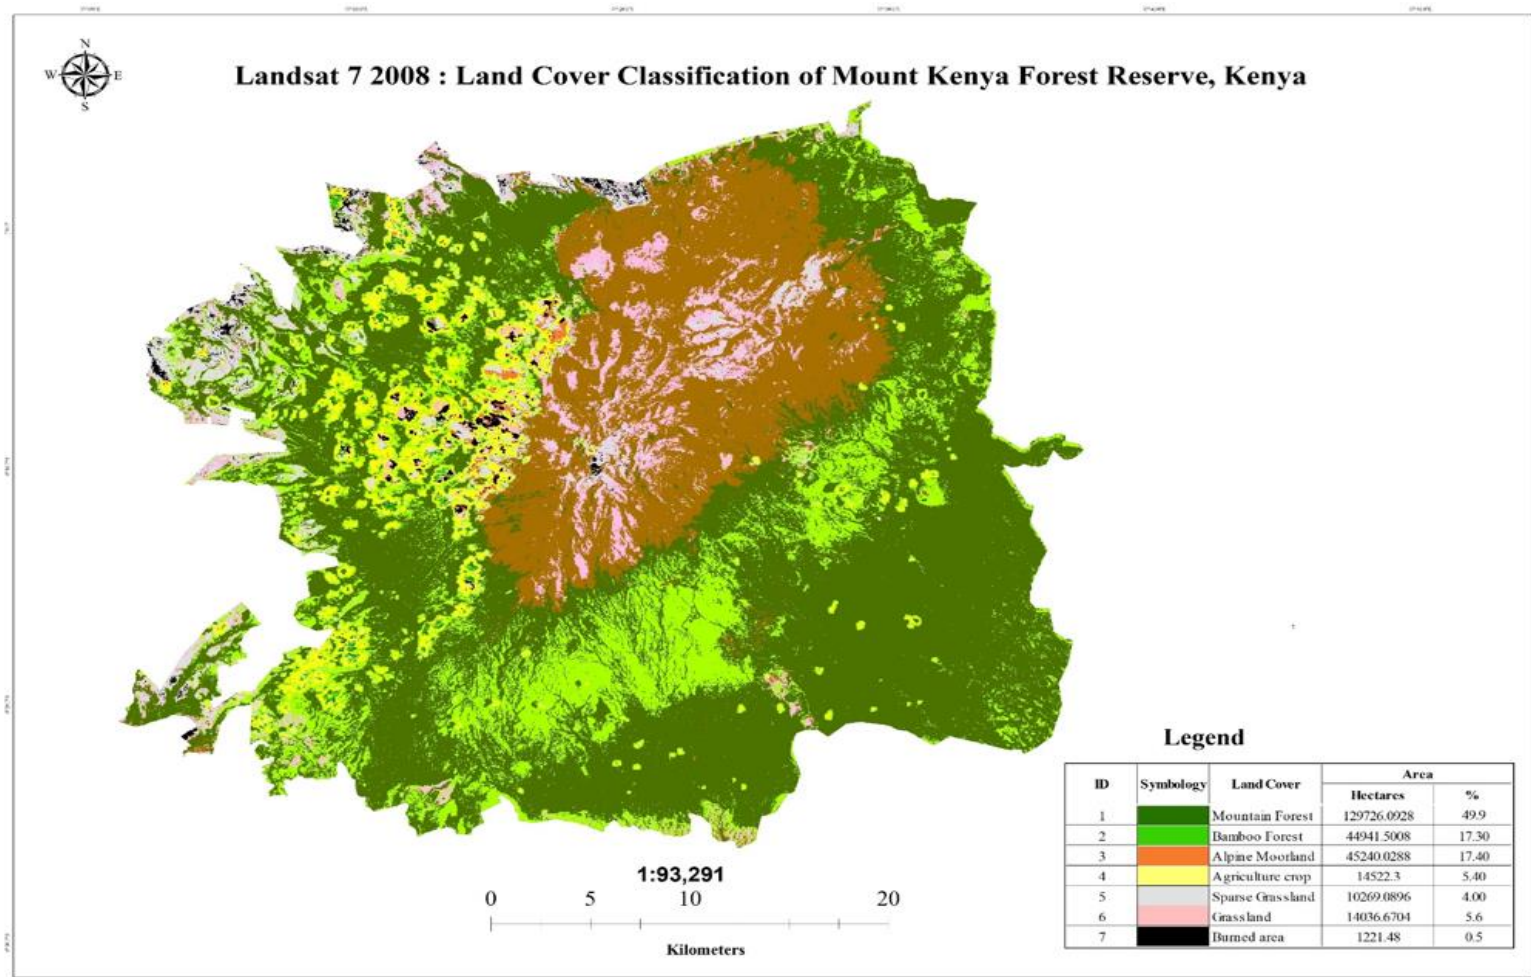 N
W E
S
Landsat 7 2008 : Land Cover Classification of Mount Kenya Forest Reserve, Kenya
Legend
ID Symbology Land Cover Area
Hectares %
1 Mountain Forest 129726.0928 49.9
2 Bamboo Forest 44941.5008 17.30
3 Alpine Moorland 45240.0288 17.40
4 Agriculture crop 14522.3 5.40
5 Sparse Grassland 10269.0896 4.00
6 Grassland 14036.6704 5.6
7 Burned area 1221.48 0.5
1:93,291
0 5 10 20
Kilometers